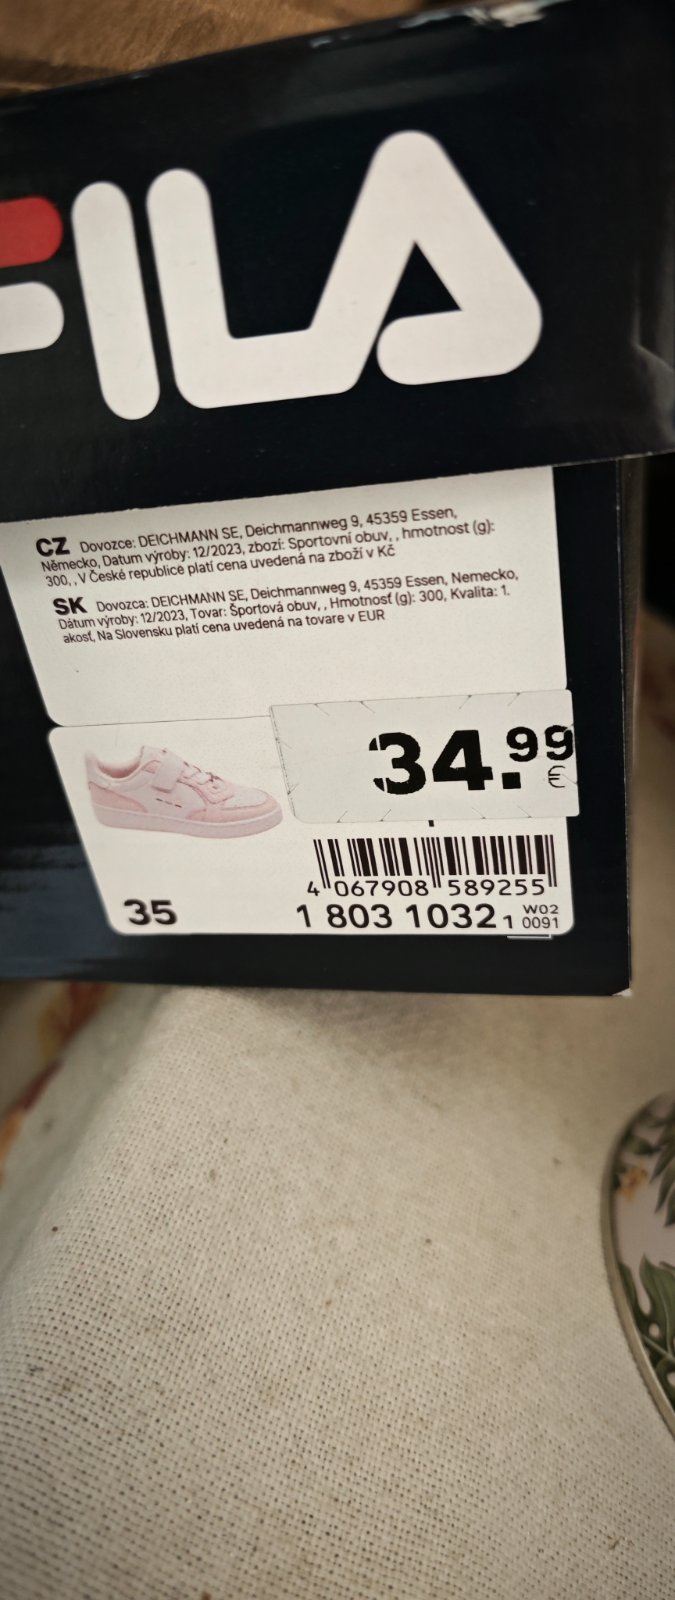 FILA
CZ Dovozce: DEICHMANN SE, Deichmannweg 9, 45359 Essen,
Německo, Datum výroby: 12/2023, zboží: Sportovní obuv, , hmotnost (g):
300, , V České republice platí cena uvedená na zboží v Kč
SK Dovozca: DEICHMANN SE, Deichmannweg 9, 45359 Essen, Nemecko,
Dátum výroby: 12/2023, Tovar: Športová obuv, , Hmotnosť (g): 300, Kvalita: 1.
akosť, Na Slovensku platí cena uvedená na tovare v EUR
34.99 €
4 067908 589255
35
1 803 1032 1 W02
0091